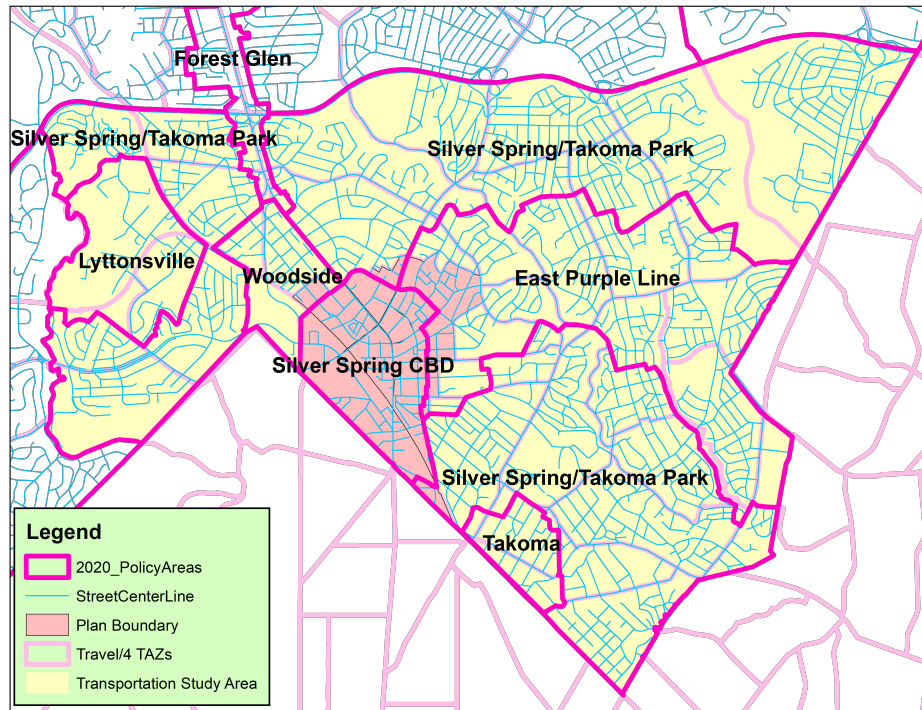 Forest Glen
Silver Spring/Takoma Park
Silver Spring/Takoma Park
Lyttonsville
Woodside
East Purple Line
Silver Spring CBD
Silver Spring/Takoma Park
Takoma
Legend
2020_PolicyAreas
StreetCenterLine
Plan Boundary
Travel/4 TAZs
Transportation Study Area